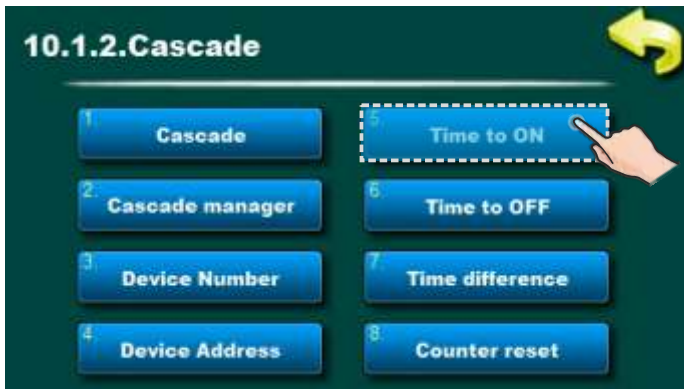 10.1.2.Cascade
1. Cascade
2. Cascade manager
3. Device Number
4. Device Address
5. Time to ON
6. Time to OFF
7. Time difference
8. Counter reset